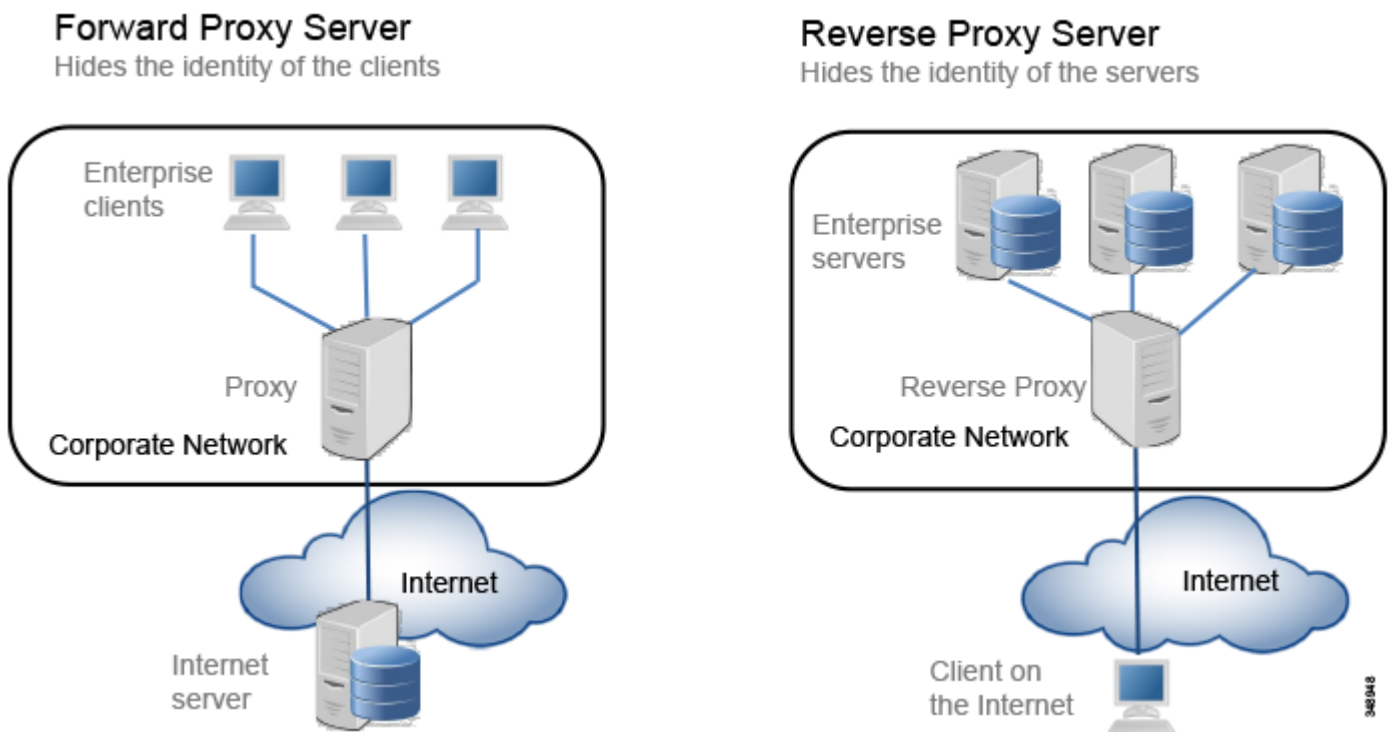 Forward Proxy Server
Hides the identity of the clients
Enterprise
clients
Proxy
Corporate Network
Internet
Internet
server
Reverse Proxy Server
Hides the identity of the servers
Enterprise
servers
Reverse Proxy
Corporate Network
Internet
Client on
the Internet
348948